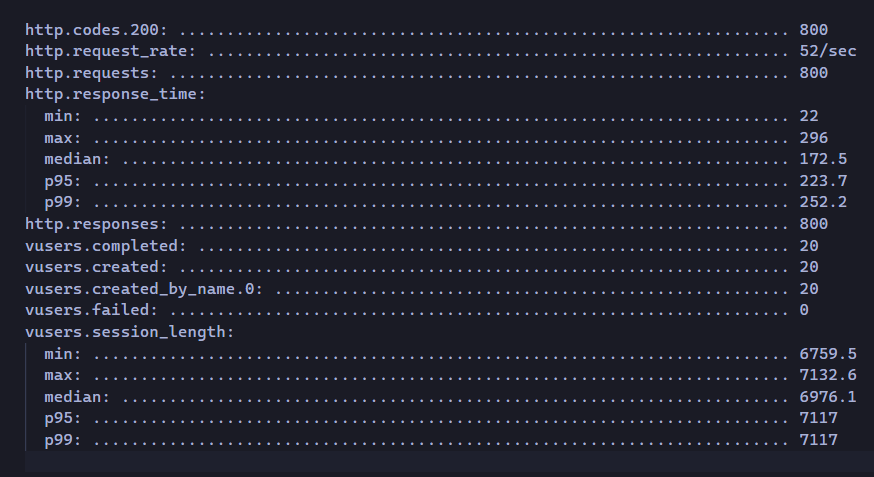 http.codes.200: ................................................................ 800
http.request_rate: ............................................................. 52/sec
http.requests: ................................................................. 800
http.response_time:
  min: ......................................................................... 22
  max: ......................................................................... 296
  median: ...................................................................... 172.5
  p95: ......................................................................... 223.7
  p99: ......................................................................... 252.2
http.responses: ................................................................ 800
vusers.completed: .............................................................. 20
vusers.created: ................................................................ 20
vusers.created_by_name.0: ...................................................... 20
vusers.failed: ................................................................. 0
vusers.session_length:
  min: ......................................................................... 6759.5
  max: ......................................................................... 7132.6
  median: ...................................................................... 6976.1
  p95: ......................................................................... 7117
  p99: ......................................................................... 7117